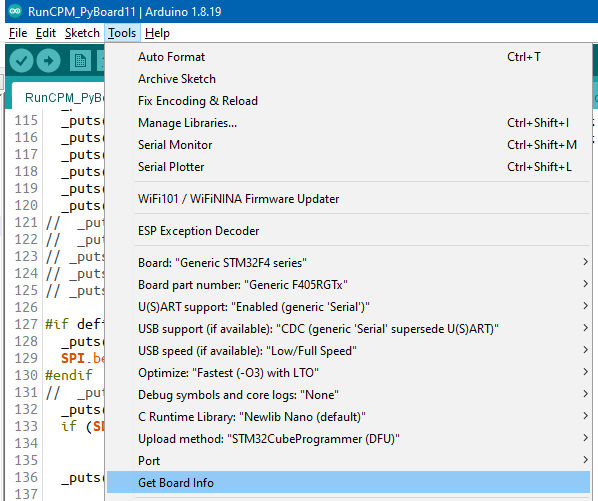 RunCPM_PyBoard11 | Arduino 1.8.19
File Edit Sketch Tools Help
Auto Format Ctrl+T
Archive Sketch
RunCPM_PyBo
Fix Encoding & Reload
115 _puts(
Manage Libraries... Ctrl+Shift+I
116 _puts(
Serial Monitor Ctrl+Shift+M
117 _puts(
118 _puts(
Serial Plotter Ctrl+Shift+L
119 _puts(
120 _puts(
WiFi101 / WiFiNINA Firmware Updater
121 // _put
122 // _put
ESP Exception Decoder
123 // _puts
124 // _puts
Board: "Generic STM32F4 series"
125 // _puts
Board part number: "Generic F405RGTx"
126
U(S)ART support: "Enabled (generic 'Serial')"
127 #if defi
USB support (if available): "CDC (generic 'Serial' supersede U(S)ART)"
128 _puts(
129 SPI.be
USB speed (if available): "Low/Full Speed"
130 #endif
Optimize: "Fastest (-O3) with LTO"
131 // _put
Debug symbols and core logs: "None"
132 _puts(
C Runtime Library: "Newlib Nano (default)"
133 if (SD
134
Upload method: "STM32CubeProgrammer (DFU)"
135
Port
136 _puts(
Get Board Info
137